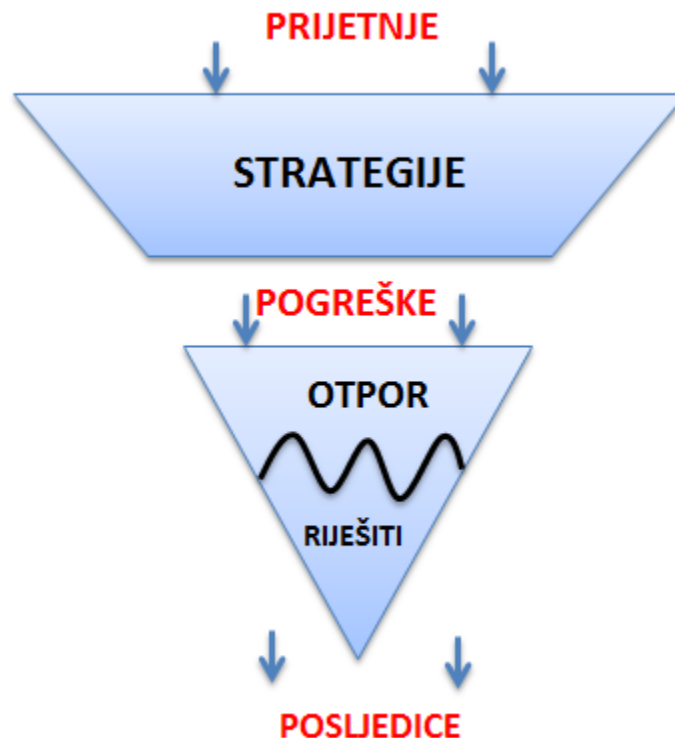 PRIJETNJE
STRATEGIJE
POGREŠKE
OTPOR
RIJEŠITI
POSLJEDICE